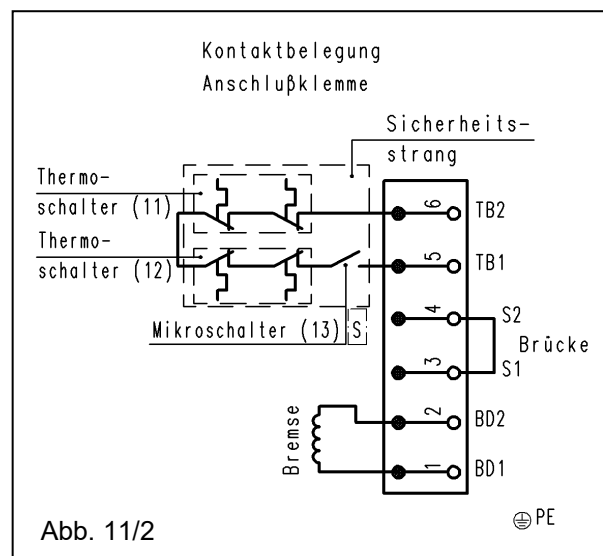 Kontaktbelegung
Anschlußklemme
Sicherheits-
strang
Thermo-
schalter (11)
Thermo-
schalter (12)
Mikroschalter (13) S
6 TB2
5 TB1
4 S2
Brücke
3 S1
2 BD2
1 BD1
Bremse
PE
Abb. 11/2